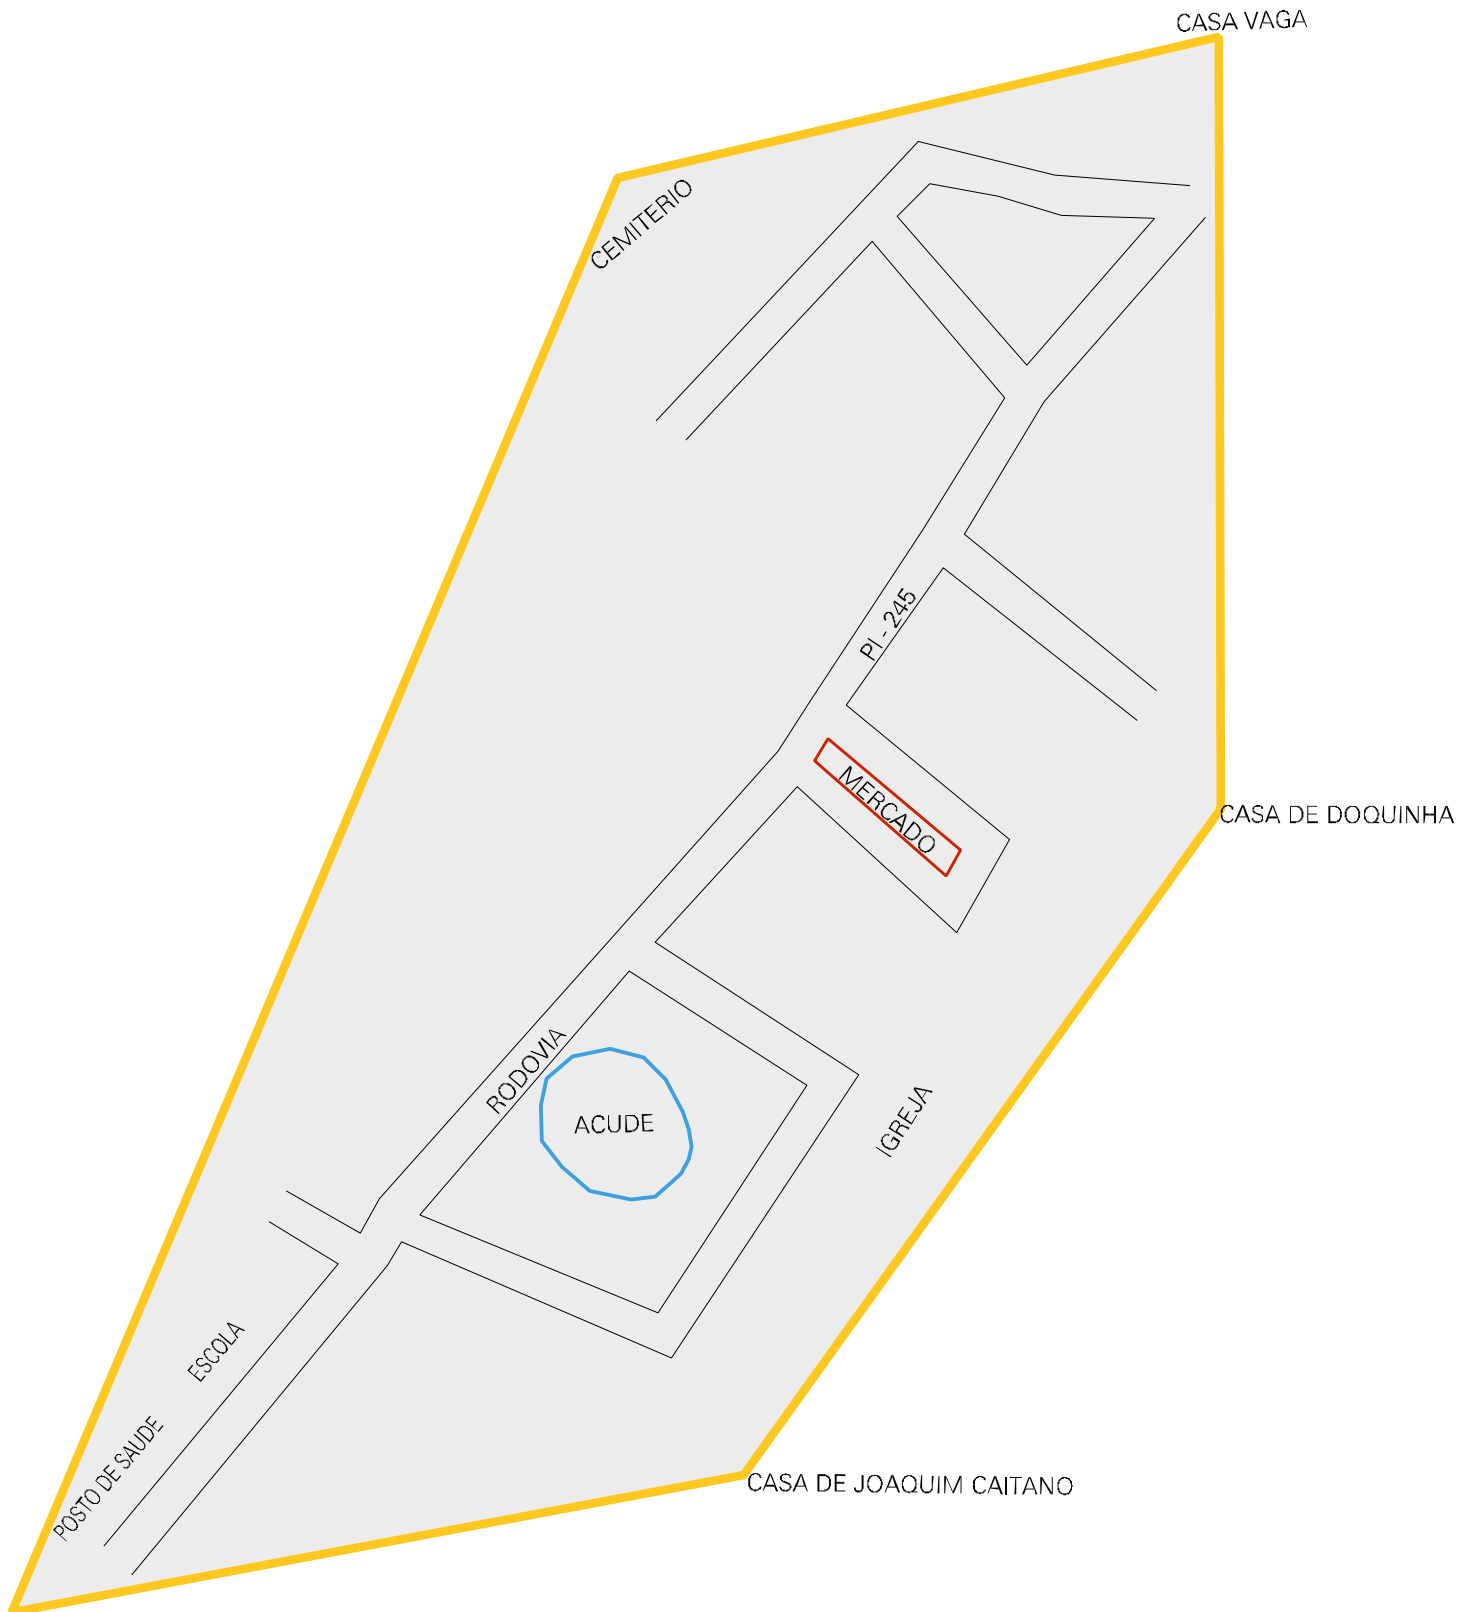 CASA VAGA
CEMITERIO
PI - 245
MERCADO
CASA DE DOQUINHA
RODOVIA
ACUDE
IGREJA
ESCOLA
POSTO DE SAUDE
CASA DE JOAQUIM CAITANO